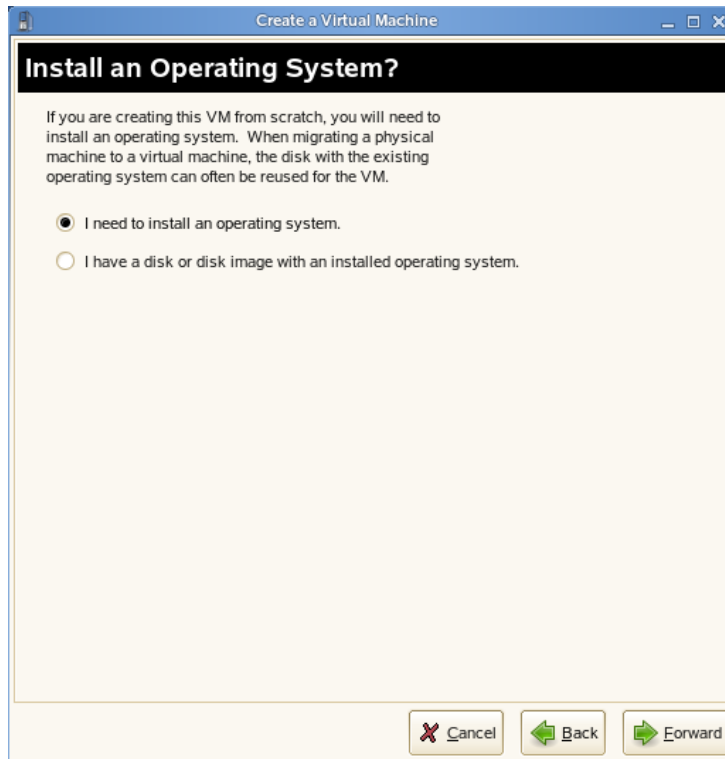 Create a Virtual Machine
Install an Operating System?
If you are creating this VM from scratch, you will need to
install an operating system. When migrating a physical
machine to a virtual machine, the disk with the existing
operating system can often be reused for the VM.
I need to install an operating system.
I have a disk or disk image with an installed operating system.
Cancel Back Forward